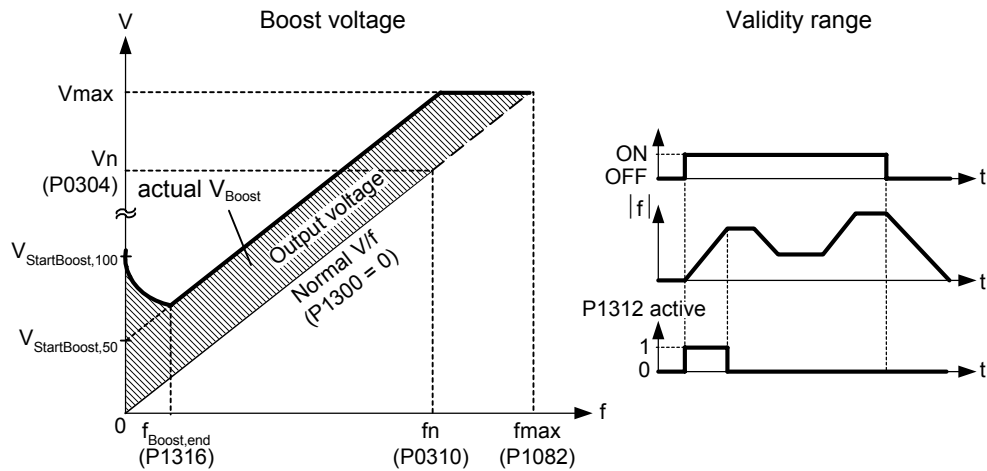 Boost voltage
V
Vmax
Vn
(P0304)
actual V_Boost
Output voltage
Normal V/f
(P1300 = 0)
V_StartBoost,100
V_StartBoost,50
0
f_Boost,end
(P1316)
fn
(P0310)
fmax
(P1082)
f
Validity range
ON
OFF
t
|f|
t
P1312 active
1
0
t